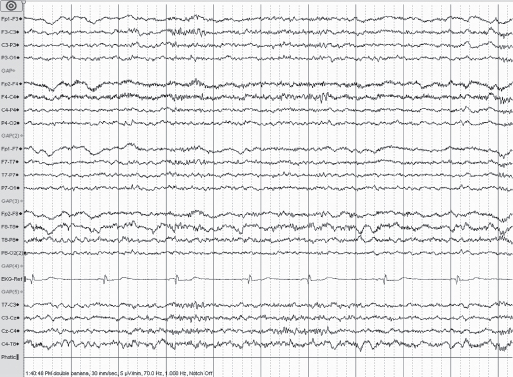 Fp1-F3
F3-C3
C3-P3
P3-O1
GAP
Fp2-F4
F4-C4
C4-P4
P4-O2
GAP(2)
Fp1-F7
F7-T7
T7-P7
P7-O1
GAP(3)
Fp2-F8
F8-T8
T8-P8
P8-O2(2)
GAP(4)
EKG-Ref
GAP(5)
T7-C3
C3-Cz
Cz-C4
C4-T8
Photic
1:40:48 PM double banana, 30 mm/sec, 5 µV/mm, 70.0 Hz, 1.000 Hz, Notch Off